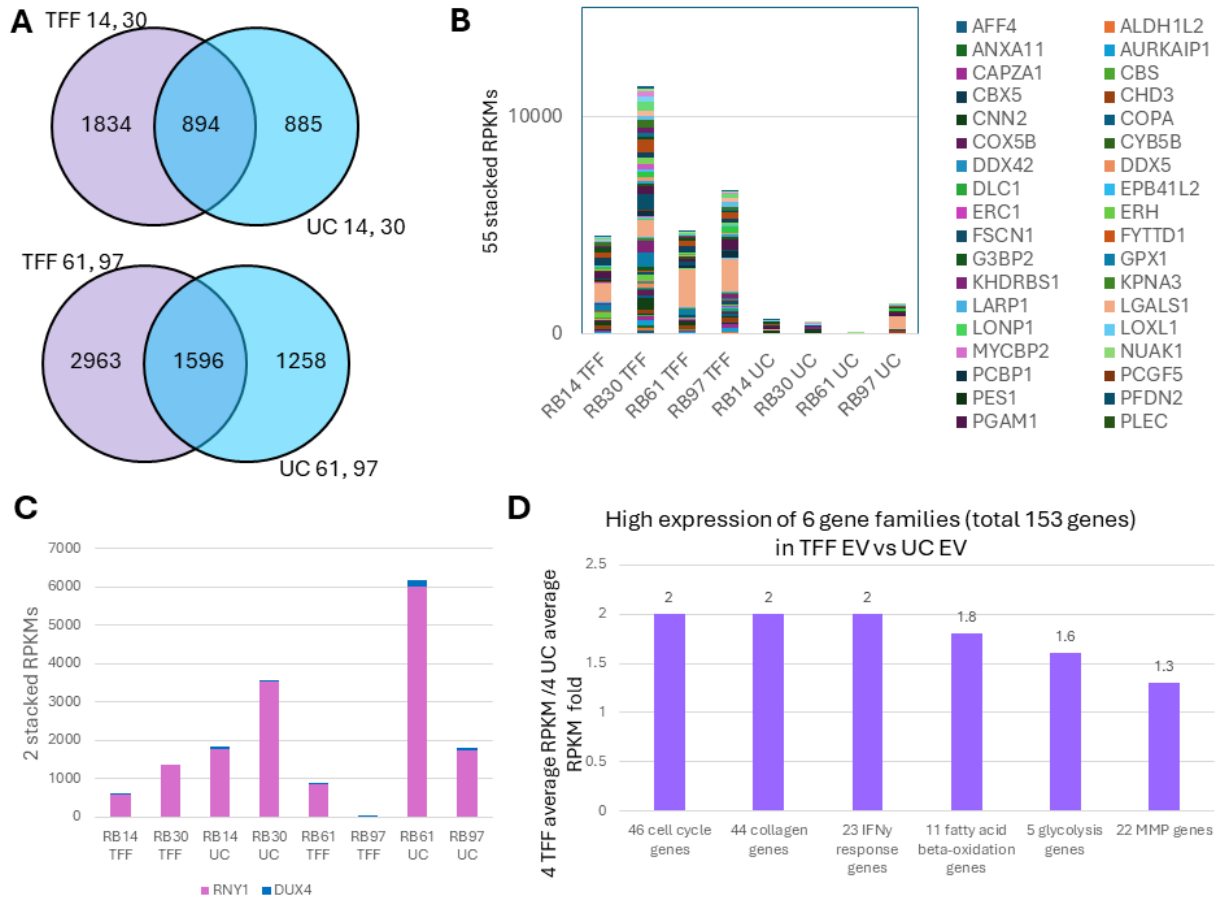 A
TFF 14, 30
1834
894
885
UC 14, 30
TFF 61, 97
2963
1596
1258
UC 61, 97
B
55 stacked RPKMs
10000
0
RB14 TFF
RB30 TFF
RB61 TFF
RB97 TFF
RB14 UC
RB30 UC
RB61 UC
RB97 UC
AFF4 ALDH1L2
ANXA11 AURKAIP1
CAPZA1 CBS
CBX5 CHD3
CNN2 COPA
COX5B CYB5B
DDX42 DDX5
DLC1 EPB41L2
ERC1 ERH
FSCN1 FYTTD1
G3BP2 GPX1
KHDRBS1 KPNA3
LARP1 LGALS1
LONP1 LOXL1
MYCBP2 NUAK1
PCBP1 PCGF5
PES1 PFDN2
PGAM1 PLEC
C
2 stacked RPKMs
7000
6000
5000
4000
3000
2000
1000
0
RB14 RB30 RB14 RB30 RB61 RB97 RB61 RB97
TFF TFF UC UC TFF TFF UC UC
RNY1 DUX4
D
High expression of 6 gene families (total 153 genes)
in TFF EV vs UC EV
4 TFF average RPKM /4 UC average
RPKM fold
2.5
2
1.5
1
0.5
0
2
2
2
1.8
1.6
1.3
46 cell cycle
genes
44 collagen
genes
23 IFNy
response
genes
11 fatty acid
beta-oxidation
genes
5 glycolysis
genes
22 MMP genes